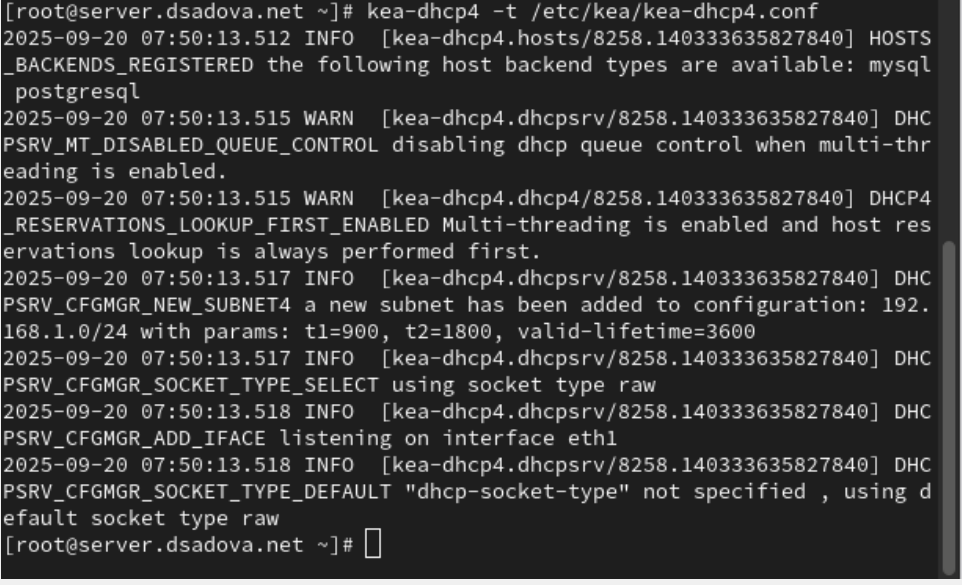 [root@server.dsadova.net ~]# kea-dhcp4 -t /etc/kea/kea-dhcp4.conf
2025-09-20 07:50:13.512 INFO  [kea-dhcp4.hosts/8258.140333635827840] HOSTS
_BACKENDS_REGISTERED the following host backend types are available: mysql
 postgresql
2025-09-20 07:50:13.515 WARN  [kea-dhcp4.dhcpsrv/8258.140333635827840] DHC
PSRV_MT_DISABLED_QUEUE_CONTROL disabling dhcp queue control when multi-thr
eading is enabled.
2025-09-20 07:50:13.515 WARN  [kea-dhcp4.dhcp4/8258.140333635827840] DHCP4
_RESERVATIONS_LOOKUP_FIRST_ENABLED Multi-threading is enabled and host res
ervations lookup is always performed first.
2025-09-20 07:50:13.517 INFO  [kea-dhcp4.dhcpsrv/8258.140333635827840] DHC
PSRV_CFGMGR_NEW_SUBNET4 a new subnet has been added to configuration: 192.
168.1.0/24 with params: t1=900, t2=1800, valid-lifetime=3600
2025-09-20 07:50:13.517 INFO  [kea-dhcp4.dhcpsrv/8258.140333635827840] DHC
PSRV_CFGMGR_SOCKET_TYPE_SELECT using socket type raw
2025-09-20 07:50:13.518 INFO  [kea-dhcp4.dhcpsrv/8258.140333635827840] DHC
PSRV_CFGMGR_ADD_IFACE listening on interface eth1
2025-09-20 07:50:13.518 INFO  [kea-dhcp4.dhcpsrv/8258.140333635827840] DHC
PSRV_CFGMGR_SOCKET_TYPE_DEFAULT "dhcp-socket-type" not specified , using d
efault socket type raw
[root@server.dsadova.net ~]#